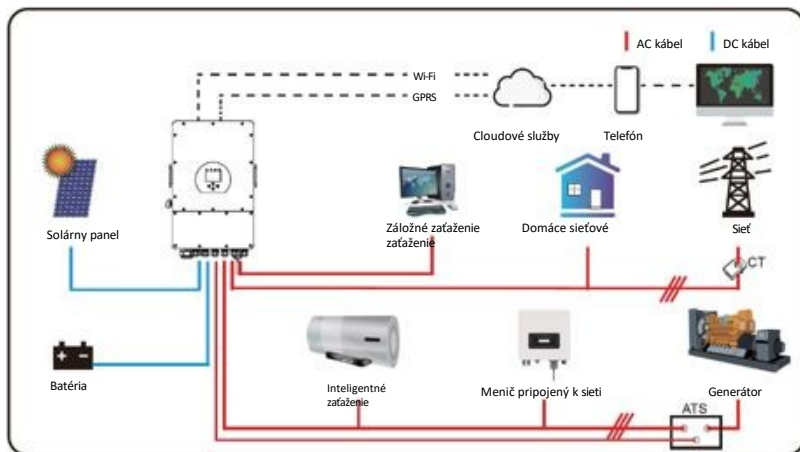 AC kábel
DC kábel
Wi-Fi
GPRS
Cloudové služby
Telefón
Solárny panel
Záložné zaťaženie
zaťaženie
Domáce sieťové
Sieť
CT
Batéria
Inteligentné
zaťaženie
Menič pripojený k sieti
Generátor
ATS